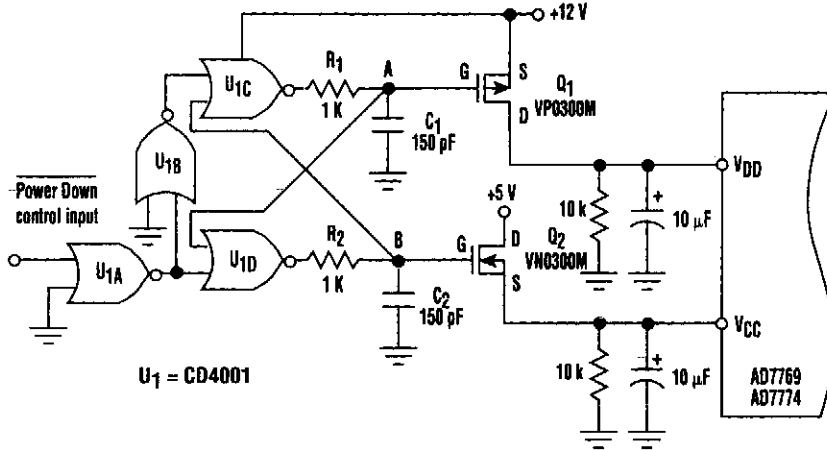 +12 V
U1C
R1
1 K
A
G
S
Q1
VP0300M
D
C1
150 pF
U1B
Power Down
control input
+5 V
10 k
+
10 µF
VDD
U1A
U1D
R2
1 K
B
G
D
Q2
VN0300M
S
C2
150 pF
VCC
U1 = CD4001
10 k
+
10 µF
AD7769
AD7774